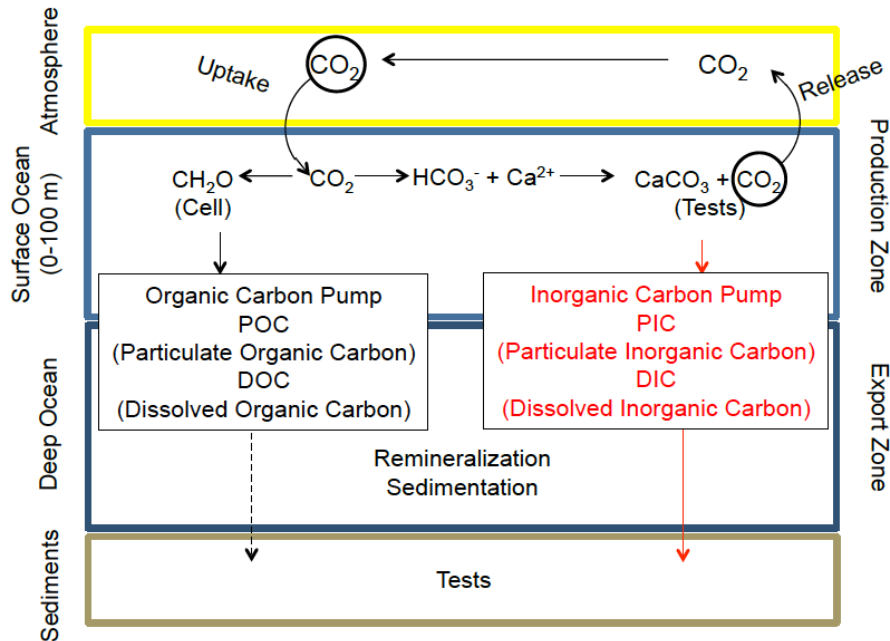 Atmosphere
Uptake
CO₂
CO₂
Release
Surface Ocean
(0-100 m)
CH₂O
(Cell)
CO₂
HCO₃⁻ + Ca²⁺
CaCO₃ + CO₂
(Tests)
Production Zone
Organic Carbon Pump
POC
(Particulate Organic Carbon)
DOC
(Dissolved Organic Carbon)
Inorganic Carbon Pump
PIC
(Particulate Inorganic Carbon)
DIC
(Dissolved Inorganic Carbon)
Deep Ocean
Remineralization
Sedimentation
Export Zone
Sediments
Tests